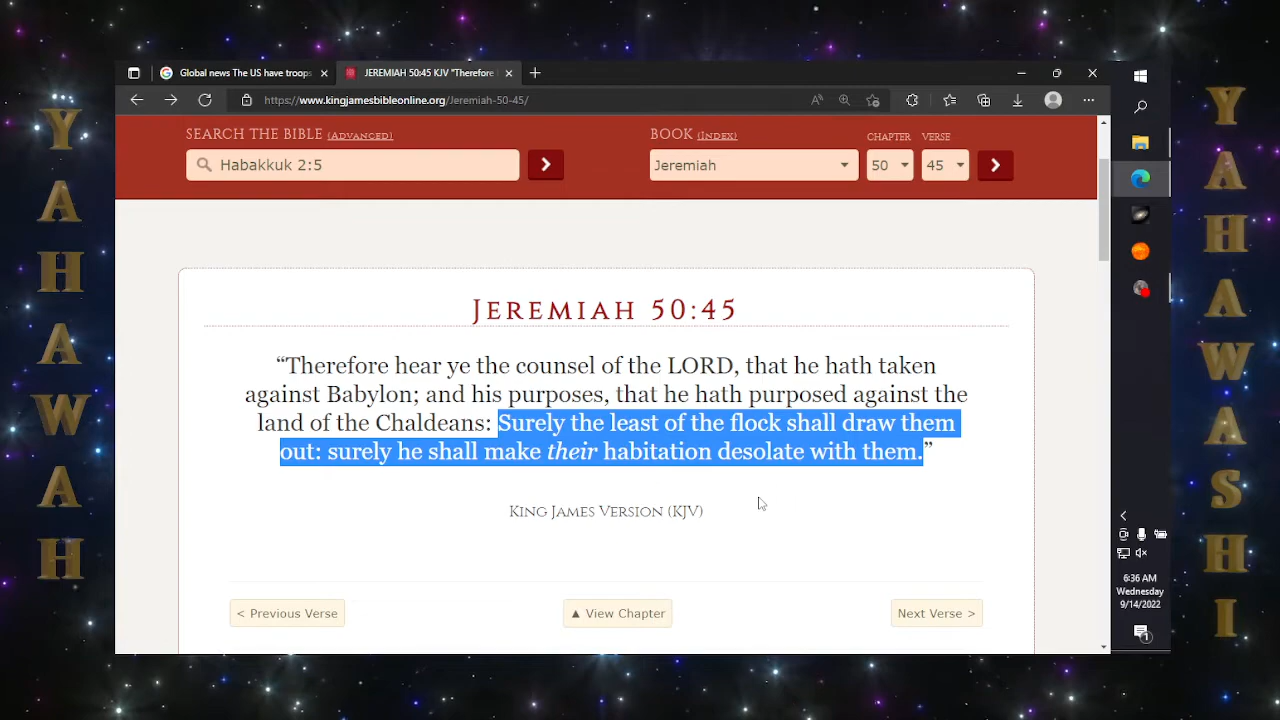 YAHAWAH
Global news The US have troops
JEREMIAH 50:45 KJV "Therefore
https://www.kingjamesbibleonline.org/Jeremiah-50-45/
SEARCH THE BIBLE (ADVANCED)
BOOK (INDEX)
CHAPTER
VERSE
Habakkuk 2:5
Jeremiah
50
45
JEREMIAH 50:45
“Therefore hear ye the counsel of the LORD, that he hath taken
against Babylon; and his purposes, that he hath purposed against the
land of the Chaldeans: Surely the least of the flock shall draw them
out: surely he shall make their habitation desolate with them.”
KING JAMES VERSION (KJV)
< Previous Verse
▲ View Chapter
Next Verse >
6:36 AM
Wednesday
9/14/2022
1
YAHAWASHI